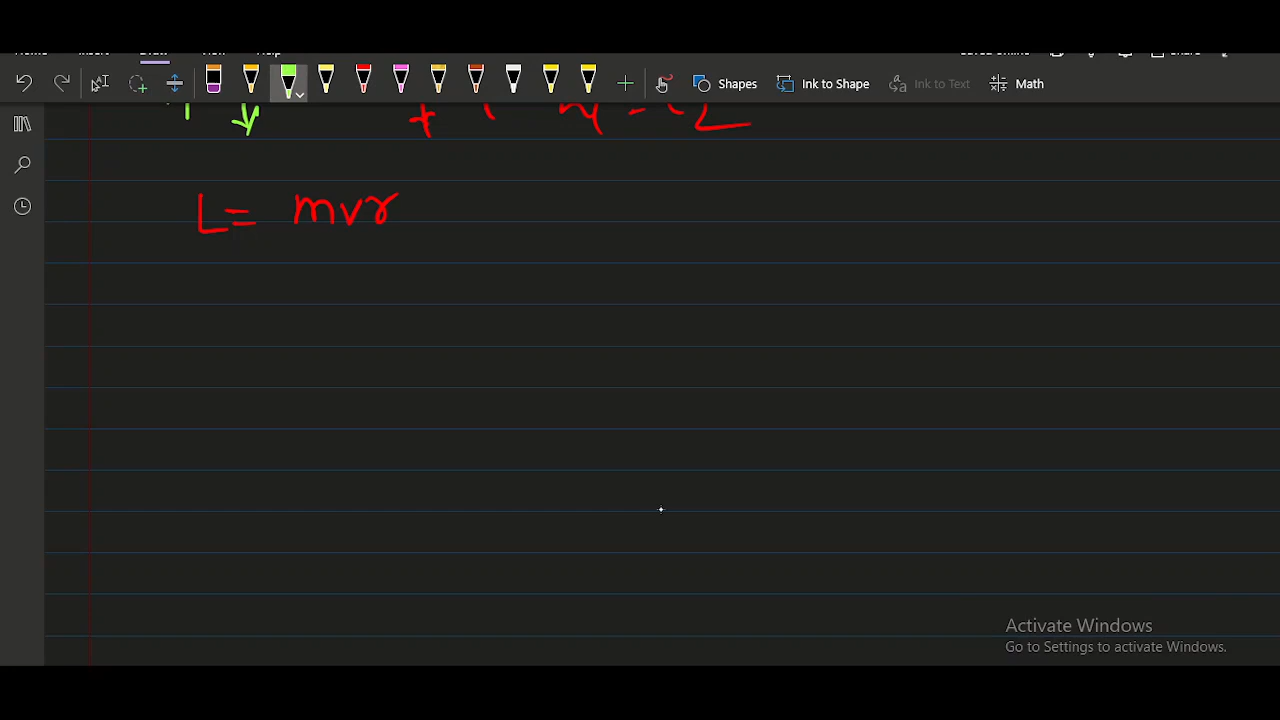 Shapes Ink to Shape Ink to Text Math
L = mvr
Activate Windows
Go to Settings to activate Windows.